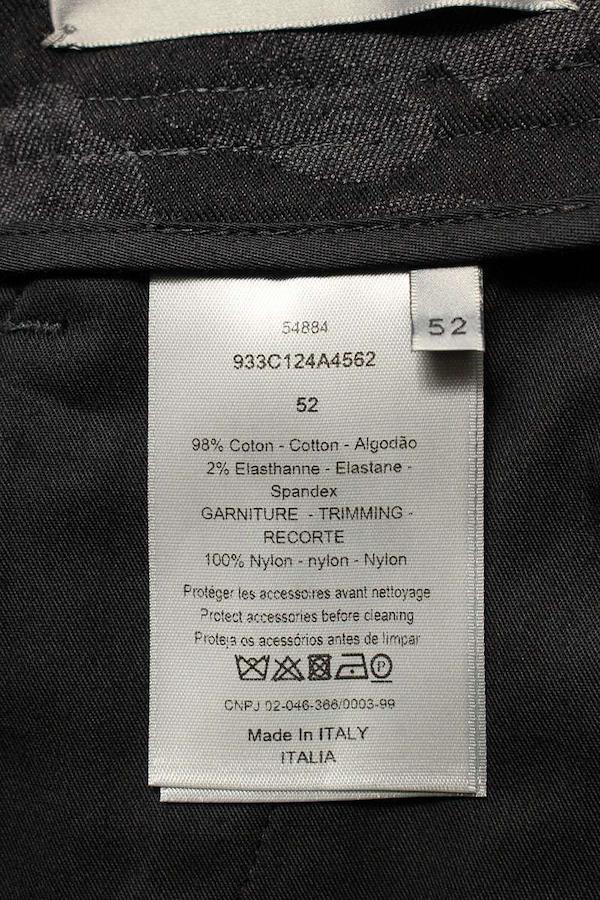 54884
52
933C124A4562
52
98% Coton - Cotton - Algodão
2% Elasthanne - Elastane -
Spandex
GARNITURE - TRIMMING -
RECORTE
100% Nylon - nylon - Nylon
Protéger les accessoires avant nettoyage
Protect accessories before cleaning
Proteja os acessórios antes de limpar
P
CNPJ 02-046-366/0003-99
Made In ITALY
ITALIA